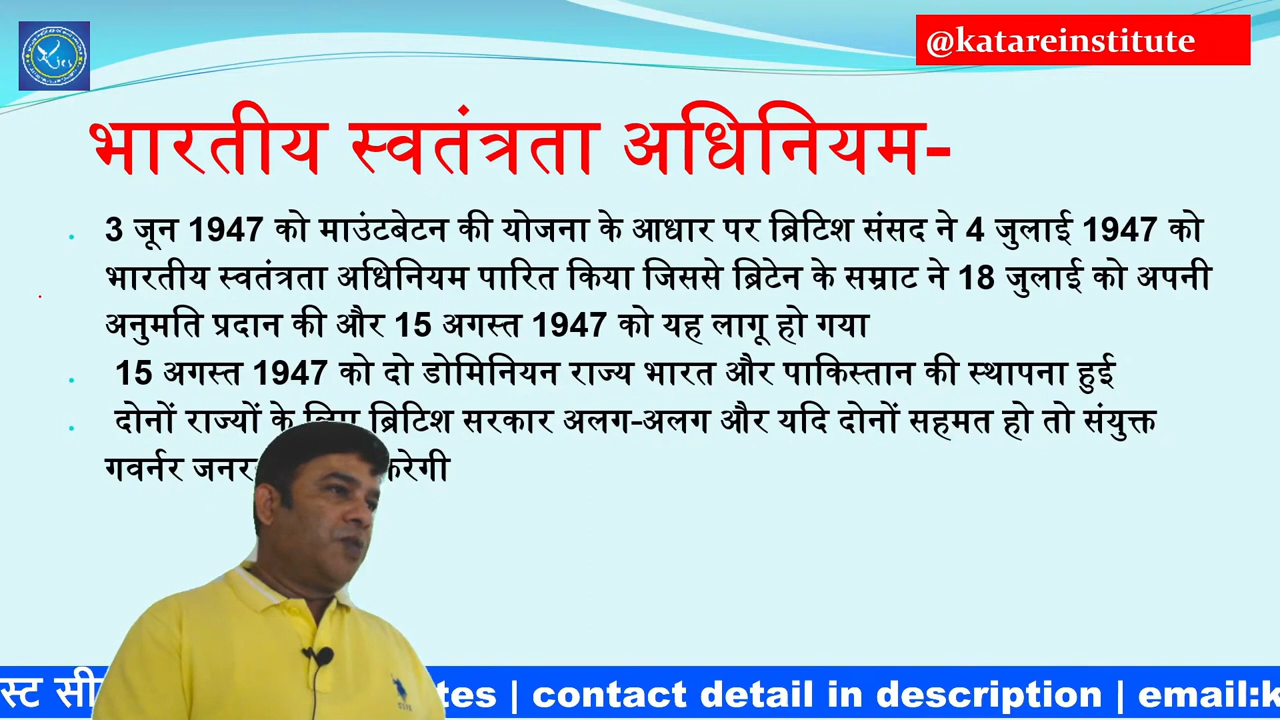 @katareinstitute
भारतीय स्वतंत्रता अधिनियम-
3 जून 1947 को माउंटबेटन की योजना के आधार पर ब्रिटिश संसद ने 4 जुलाई 1947 को
भारतीय स्वतंत्रता अधिनियम पारित किया जिससे ब्रिटेन के सम्राट ने 18 जुलाई को अपनी
अनुमति प्रदान की और 15 अगस्त 1947 को यह लागू हो गया
15 अगस्त 1947 को दो डोमिनियन राज्य भारत और पाकिस्तान की स्थापना हुई
दोनों राज्यों के लिए ब्रिटिश सरकार अलग-अलग और यदि दोनों सहमत हो तो संयुक्त
गवर्नर करेगी
| contact detail in description | email: